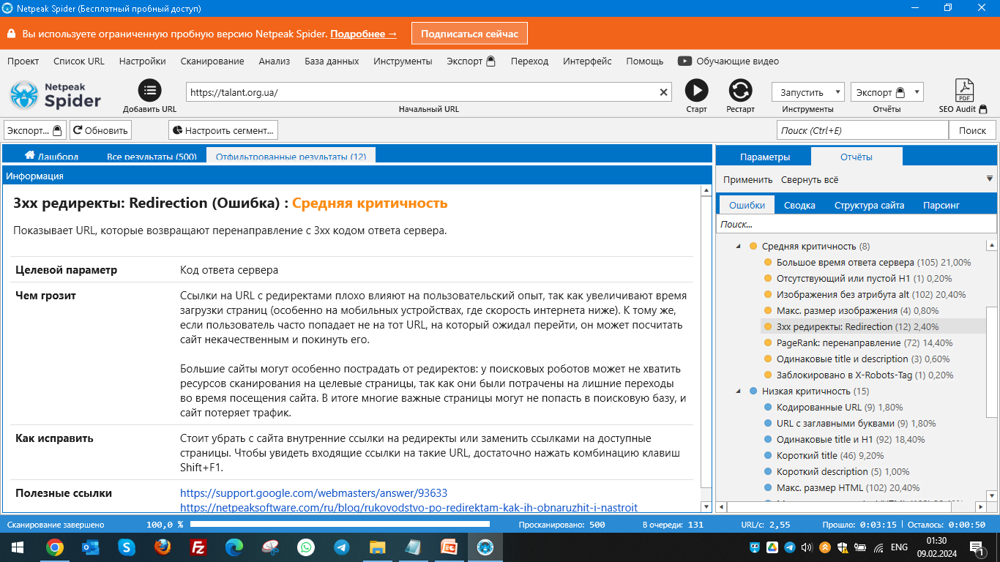 Netpeak Spider (Бесплатный пробный доступ)
Вы используете ограниченную пробную версию Netpeak Spider. Подробнее →
Подписаться сейчас
Проект Список URL Настройки Сканирование Анализ База данных Инструменты Экспорт Переход Интерфейс Помощь Обучающие видео
Netpeak
Spider
https://talant.org.ua/
Запустить
Экспорт
PDF
Добавить URL
Начальный URL
Старт
Рестарт
Инструменты
Отчёты
SEO Audit
Экспорт...
Обновить
Настроить сегмент...
Поиск (Ctrl+E)
Поиск
Дашборд
Все результаты (500)
Отфильтрованные результаты (12)
Информация
3xx редиректы: Redirection (Ошибка) : Средняя критичность
Показывает URL, которые возвращают перенаправление с 3xx кодом ответа сервера.
Целевой параметр
Код ответа сервера
Чем грозит
Ссылки на URL с редиректами плохо влияют на пользовательский опыт, так как увеличивают время
загрузки страниц (особенно на мобильных устройствах, где скорость интернета ниже). К тому же,
если пользователь часто попадает не на тот URL, на который ожидал перейти, он может посчитать
сайт некачественным и покинуть его.
Большие сайты могут особенно пострадать от редиректов: у поисковых роботов может не хватить
ресурсов сканирования на целевые страницы, так как они были потрачены на лишние переходы
во время посещения сайта. В итоге многие важные страницы могут не попасть в поисковую базу, и
сайт потеряет трафик.
Как исправить
Стоит убрать с сайта внутренние ссылки на редиректы или заменить ссылками на доступные
страницы. Чтобы увидеть входящие ссылки на такие URL, достаточно нажать комбинацию клавиш
Shift+F1.
Полезные ссылки
https://support.google.com/webmasters/answer/93633
https://netpeaksoftware.com/ru/blog/rukovodstvo-po-redirektam-kak-ih-obnaruzhit-i-nastroit
Параметры
Отчёты
Применить
Свернуть всё
Ошибки
Сводка
Структура сайта
Парсинг
Поиск...
Средняя критичность (8)
Большое время ответа сервера (105) 21,00%
Отсутствующий или пустой H1 (1) 0,20%
Изображения без атрибута alt (102) 20,40%
Макс. размер изображения (4) 0,80%
3xx редиректы: Redirection (12) 2,40%
PageRank: перенаправление (72) 14,40%
Одинаковые title и description (3) 0,60%
Заблокировано в X-Robots-Tag (1) 0,20%
Низкая критичность (15)
Кодированные URL (9) 1,80%
URL с заглавными буквами (9) 1,80%
Одинаковые title и H1 (92) 18,40%
Короткий title (46) 9,20%
Короткий description (5) 1,00%
Макс. размер HTML (102) 20,40%
Сканирование завершено
100,0 %
Просканировано: 500
В очереди: 131
URL/с: 2,55
Прошло: 0:03:15
Осталось: 0:00:50
ENG
01:30
09.02.2024
1